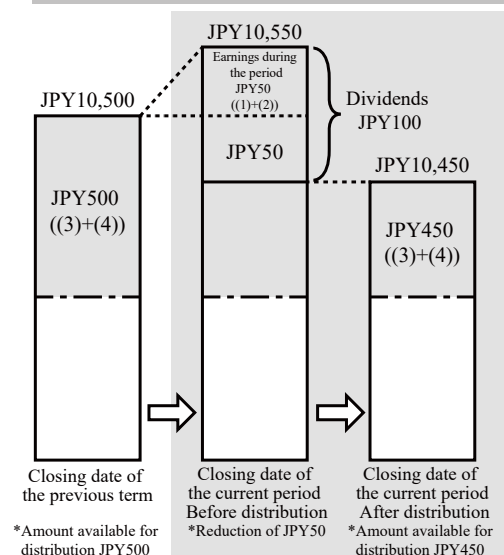 JPY10,550
Earnings during
the period
JPY50
((1)+(2))
JPY10,500
Dividends
JPY100
JPY50
JPY10,450
JPY500
((3)+(4))
JPY450
((3)+(4))
Closing date of
the previous term
*Amount available for
distribution JPY500
Closing date of
the current period
Before distribution
*Reduction of JPY50
Closing date of
the current period
After distribution
*Amount available for
distribution JPY450